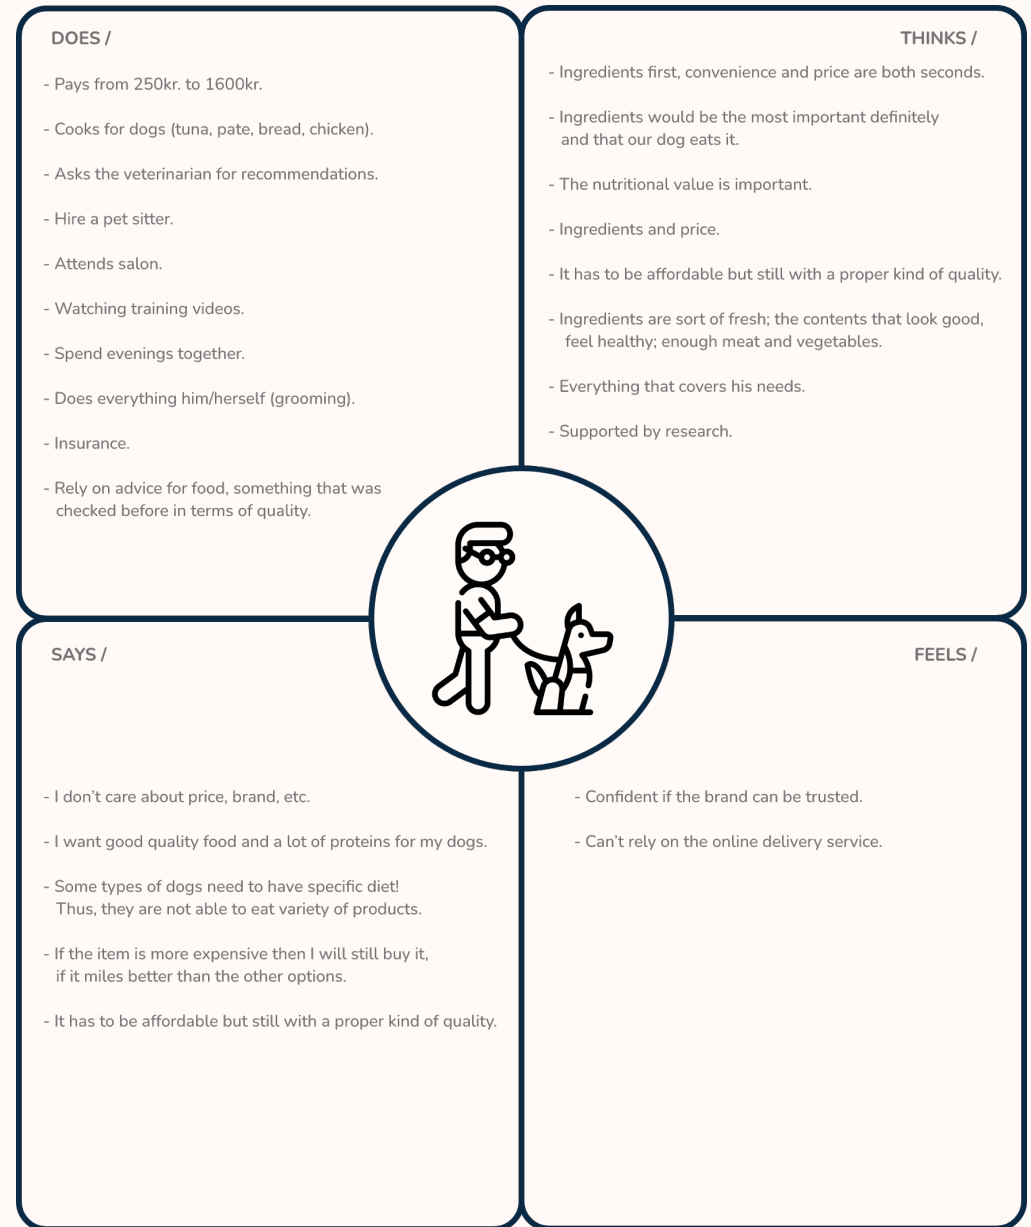 DOES /
- Pays from 250kr. to 1600kr.
- Cooks for dogs (tuna, pate, bread, chicken).
- Asks the veterinarian for recommendations.
- Hire a pet sitter.
- Attends salon.
- Watching training videos.
- Spend evenings together.
- Does everything him/herself (grooming).
- Insurance.
- Rely on advice for food, something that was
checked before in terms of quality.
THINKS /
- Ingredients first, convenience and price are both seconds.
- Ingredients would be the most important definitely
and that our dog eats it.
- The nutritional value is important.
- Ingredients and price.
- It has to be affordable but still with a proper kind of quality.
- Ingredients are sort of fresh; the contents that look good,
feel healthy; enough meat and vegetables.
- Everything that covers his needs.
- Supported by research.
SAYS /
- I don't care about price, brand, etc.
- I want good quality food and a lot of proteins for my dogs.
- Some types of dogs need to have specific diet!
Thus, they are not able to eat variety of products.
- If the item is more expensive then I will still buy it,
if it miles better than the other options.
- It has to be affordable but still with a proper kind of quality.
FEELS /
- Confident if the brand can be trusted.
- Can't rely on the online delivery service.